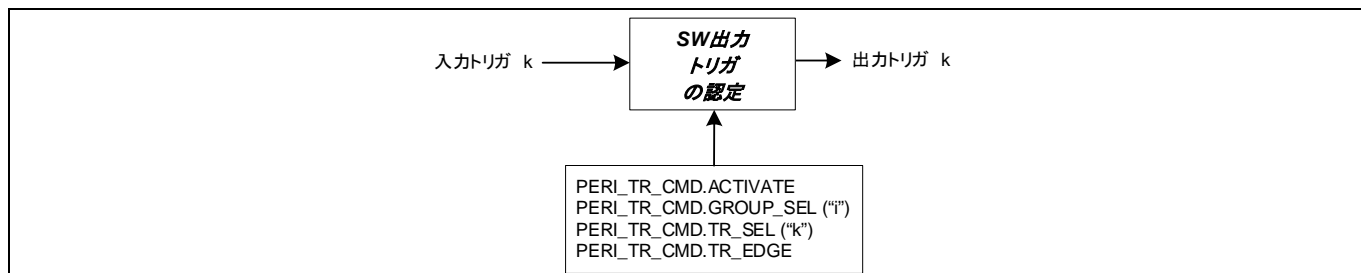 SW出力
トリガ
の認定
入力トリガ k
出力トリガ k
PERI_TR_CMD.ACTIVATE
PERI_TR_CMD.GROUP_SEL (“i”)
PERI_TR_CMD.TR_SEL (“k”)
PERI_TR_CMD.TR_EDGE